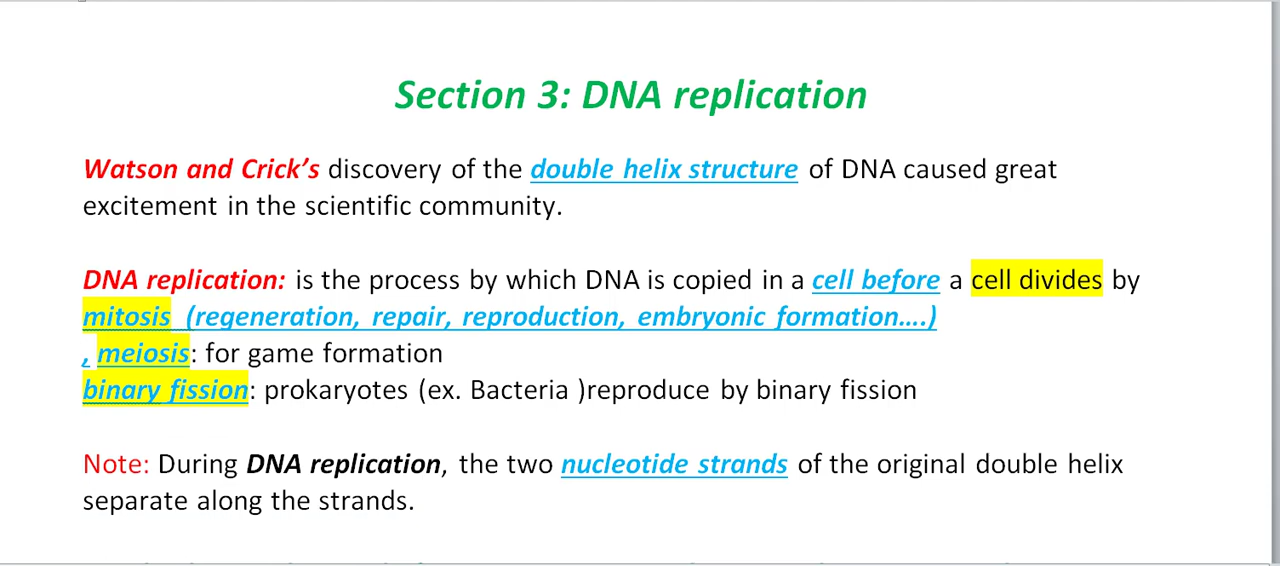 Section 3: DNA replication
Watson and Crick’s discovery of the double helix structure of DNA caused great
excitement in the scientific community.
DNA replication: is the process by which DNA is copied in a cell before a cell divides by
mitosis (regeneration, repair, reproduction, embryonic formation….)
, meiosis: for game formation
binary fission: prokaryotes (ex. Bacteria )reproduce by binary fission
Note: During DNA replication, the two nucleotide strands of the original double helix
separate along the strands.